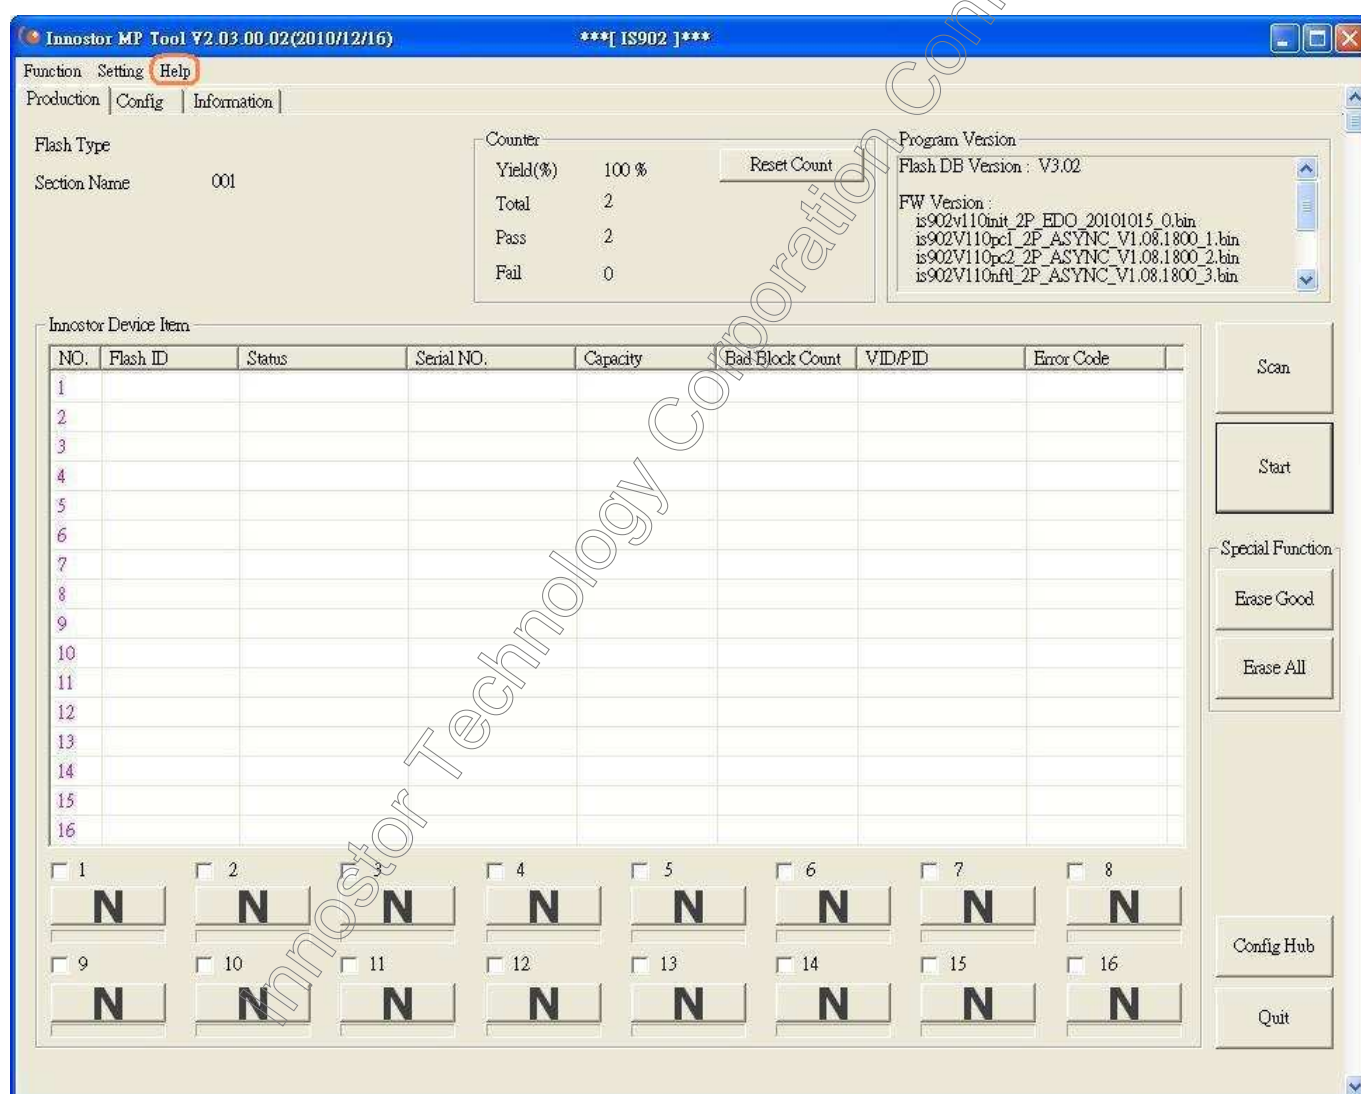 Innostor MP Tool V2.03.00.02(2010/12/16) ***[ IS902 ]***
Function Setting Help
Production Config Information
Flash Type
Section Name 001
Counter
Yield(%) 100 %
Total 2
Pass 2
Fail 0
Reset Count
Program Version
Flash DB Version : V3.02
FW Version :
is902v110init_2P_EDO_20101015_0.bin
is902V110pc1_2P_ASYNC_V1.08.1800_1.bin
is902V110pc2_2P_ASYNC_V1.08.1800_2.bin
is902V110nftl_2P_ASYNC_V1.08.1800_3.bin
Innostor Device Item
NO. Flash ID Status Serial NO. Capacity Bad Block Count VID/PID Error Code
1
2
3
4
5
6
7
8
9
10
11
12
13
14
15
16
Scan
Start
Special Function
Erase Good
Erase All
1 2 3 4 5 6 7 8
N N N N N N N N
9 10 11 12 13 14 15 16
N N N N N N N N
Config Hub
Quit
Innostor Technology Corporation